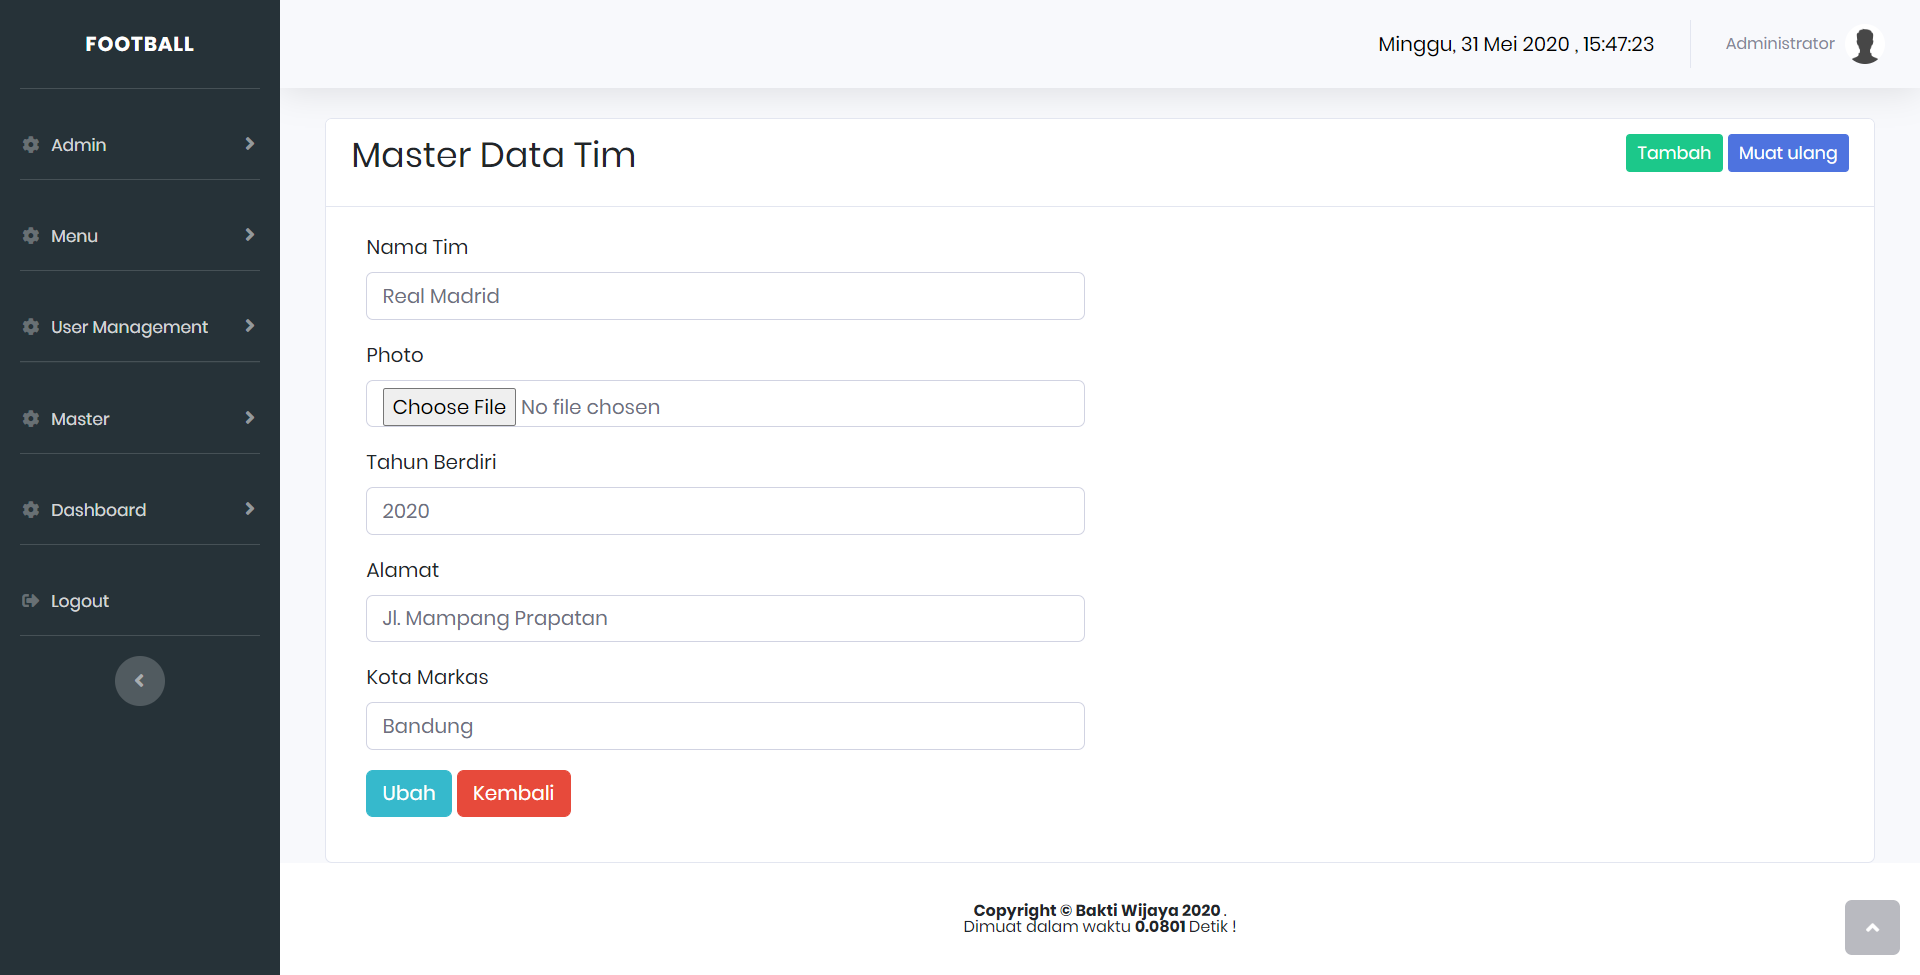 FOOTBALL
Minggu, 31 Mei 2020 , 15:47:23
Administrator
Admin
Menu
User Management
Master
Dashboard
Logout
Master Data Tim
Tambah
Muat ulang
Nama Tim
Real Madrid
Photo
Choose File No file chosen
Tahun Berdiri
2020
Alamat
Jl. Mampang Prapatan
Kota Markas
Bandung
Ubah
Kembali
Copyright © Bakti Wijaya 2020 .
Dimuat dalam waktu 0.0801 Detik !